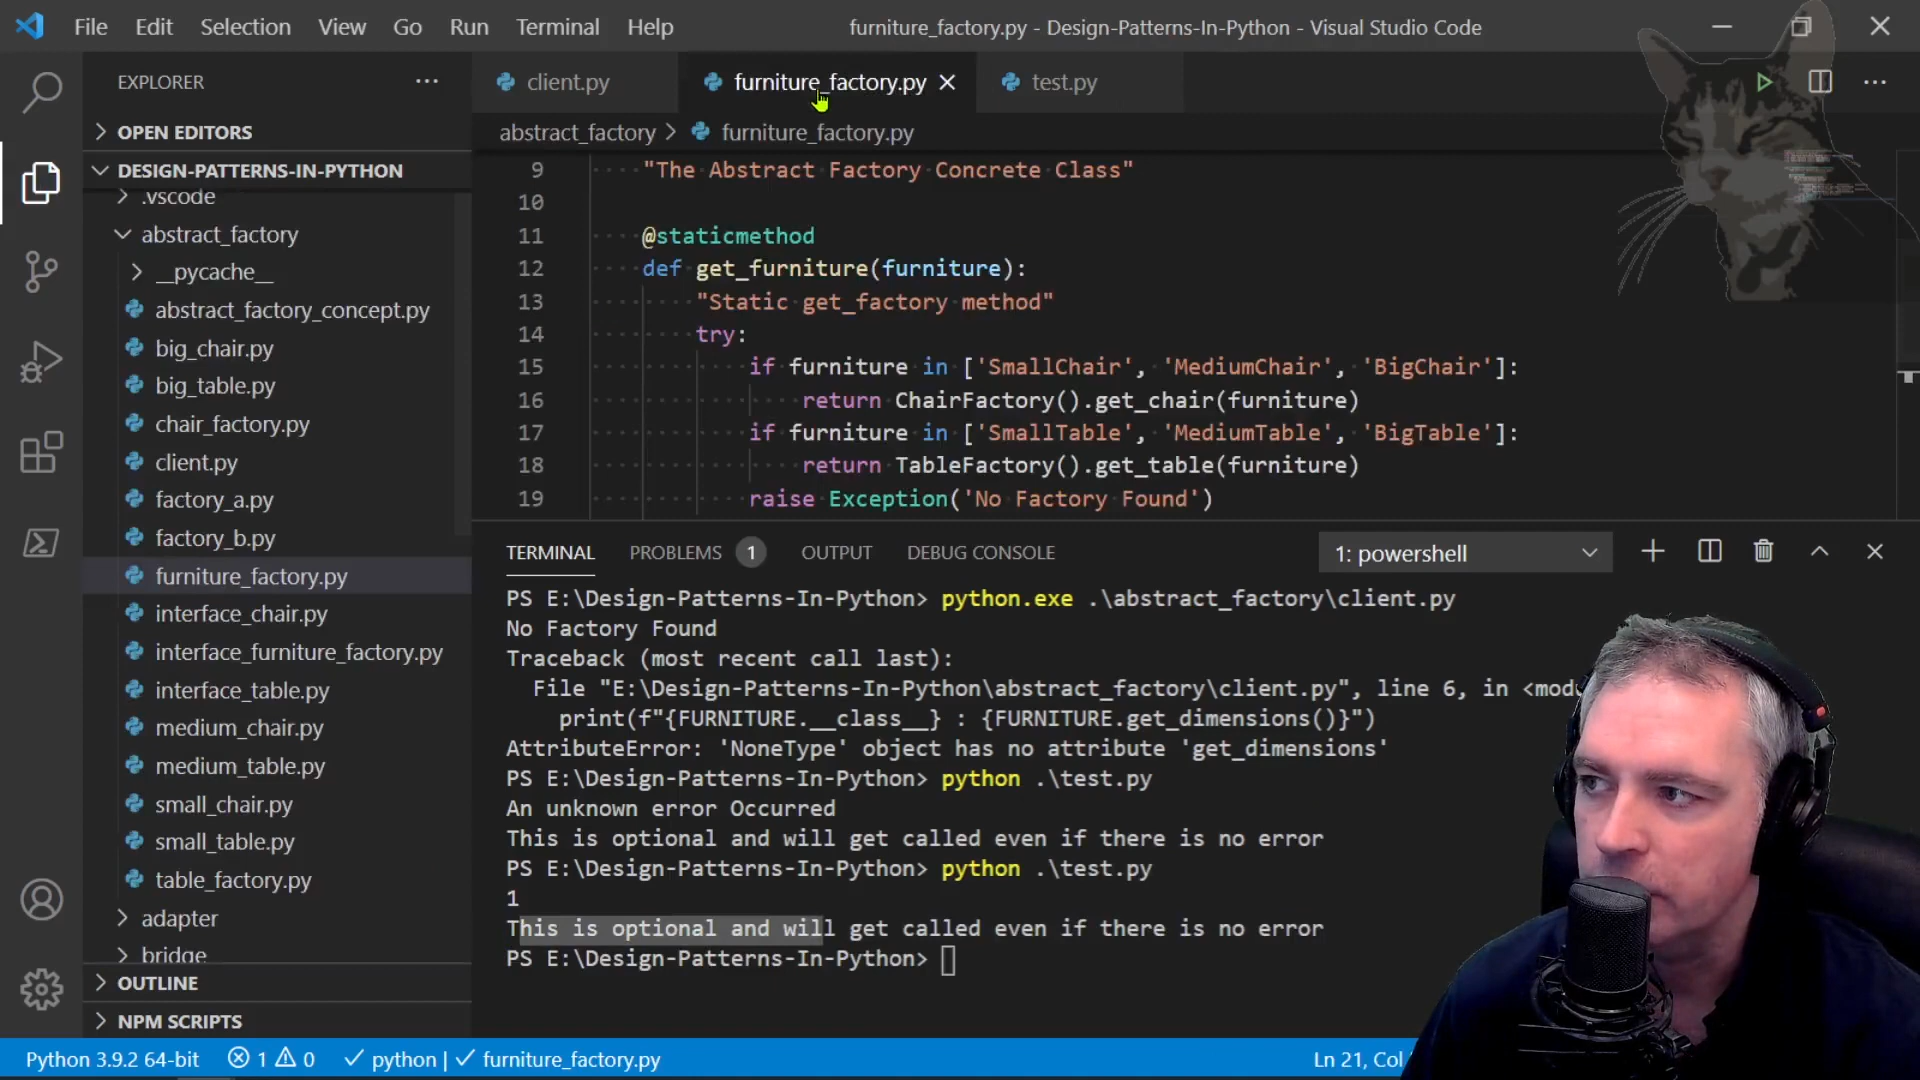 File Edit Selection View Go Run Terminal Help
furniture_factory.py - Design-Patterns-In-Python - Visual Studio Code
EXPLORER
client.py
furniture_factory.py
test.py
OPEN EDITORS
abstract_factory > furniture_factory.py
DESIGN-PATTERNS-IN-PYTHON
.vscode
abstract_factory
__pycache__
abstract_factory_concept.py
big_chair.py
big_table.py
chair_factory.py
client.py
factory_a.py
factory_b.py
furniture_factory.py
interface_chair.py
interface_furniture_factory.py
interface_table.py
medium_chair.py
medium_table.py
small_chair.py
small_table.py
table_factory.py
adapter
bridge
OUTLINE
NPM SCRIPTS
9 "The Abstract Factory Concrete Class"
10
11 @staticmethod
12 def get_furniture(furniture):
13 "Static get_factory method"
14 try:
15 if furniture in ['SmallChair', 'MediumChair', 'BigChair']:
16 return ChairFactory().get_chair(furniture)
17 if furniture in ['SmallTable', 'MediumTable', 'BigTable']:
18 return TableFactory().get_table(furniture)
19 raise Exception('No Factory Found')
TERMINAL PROBLEMS 1 OUTPUT DEBUG CONSOLE 1: powershell
PS E:\Design-Patterns-In-Python> python.exe .\abstract_factory\client.py
No Factory Found
Traceback (most recent call last):
File "E:\Design-Patterns-In-Python\abstract_factory\client.py", line 6, in <modu
print(f"{FURNITURE.__class__} : {FURNITURE.get_dimensions()}")
AttributeError: 'NoneType' object has no attribute 'get_dimensions'
PS E:\Design-Patterns-In-Python> python .\test.py
An unknown error Occurred
This is optional and will get called even if there is no error
PS E:\Design-Patterns-In-Python> python .\test.py
1
This is optional and will get called even if there is no error
PS E:\Design-Patterns-In-Python>
Python 3.9.2 64-bit 1 0 python | furniture_factory.py Ln 21, Col